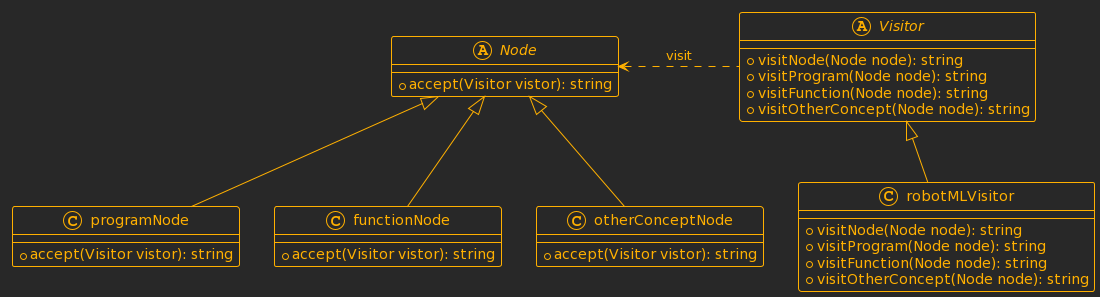 A Node
accept(Visitor vistor): string
visit
A Visitor
visitNode(Node node): string
visitProgram(Node node): string
visitFunction(Node node): string
visitOtherConcept(Node node): string
C programNode
accept(Visitor vistor): string
C functionNode
accept(Visitor vistor): string
C otherConceptNode
accept(Visitor vistor): string
C robotMLVisitor
visitNode(Node node): string
visitProgram(Node node): string
visitFunction(Node node): string
visitOtherConcept(Node node): string